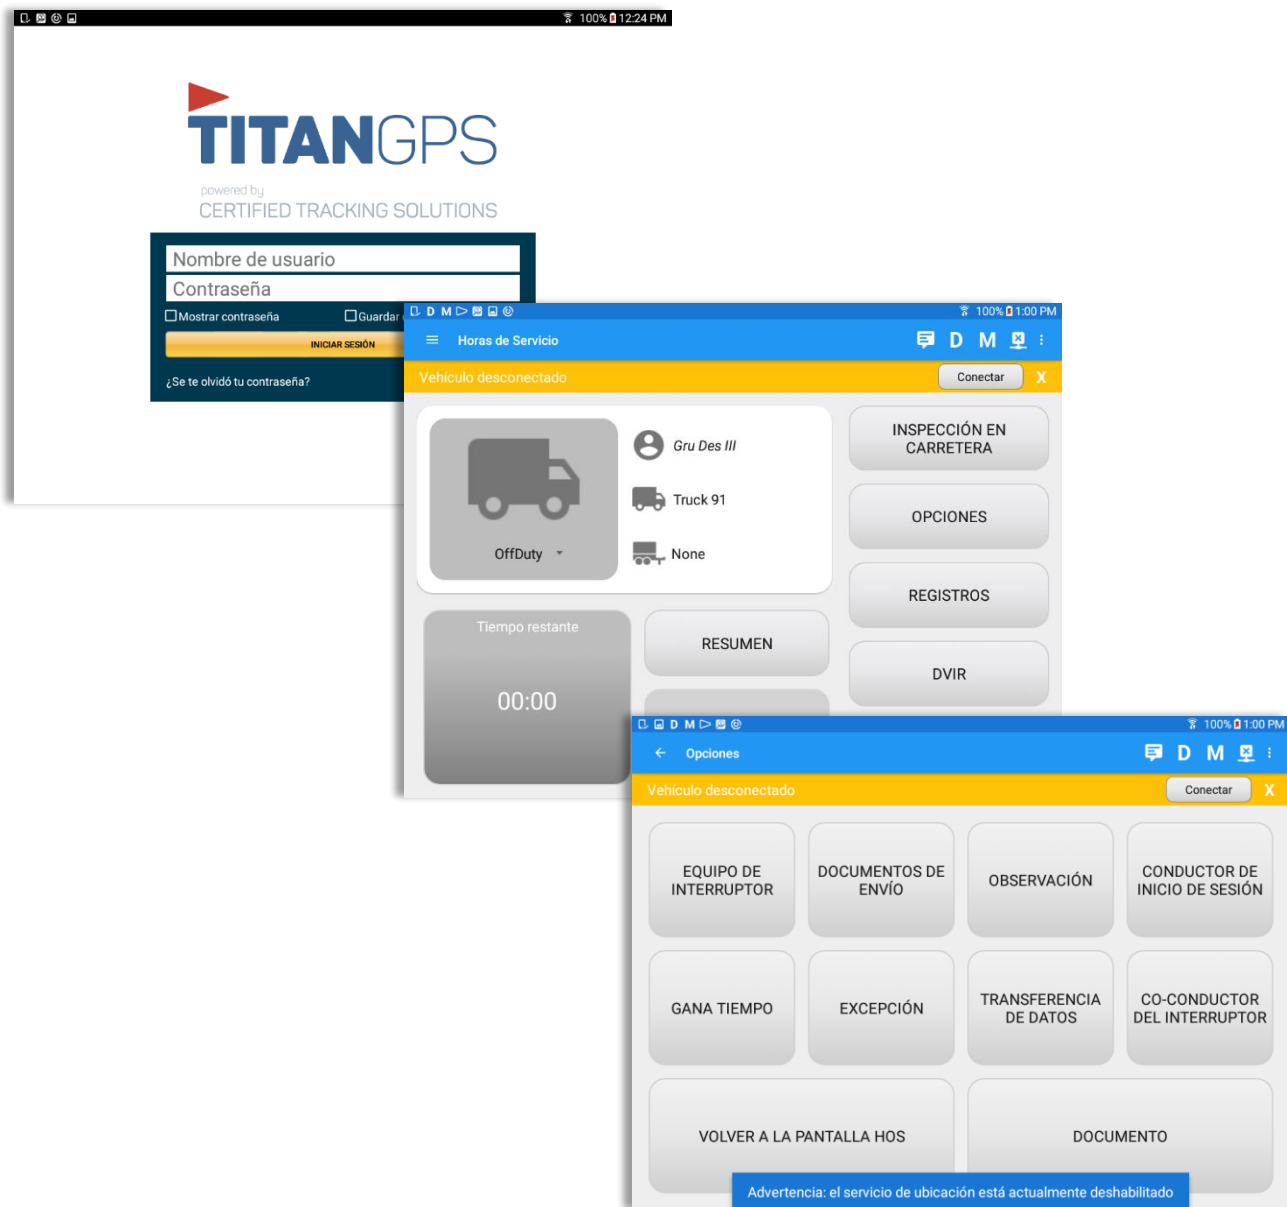 100% 12:24 PM
TITANGPS
powered by
CERTIFIED TRACKING SOLUTIONS
Nombre de usuario
Contraseña
Mostrar contraseña
Guardar
INICIAR SESIÓN
¿Se te olvidó tu contraseña?
D M 100% 1:00 PM
Horas de Servicio D M
Vehículo desconectado Conectar X
Gru Des III
Truck 91
OffDuty
None
INSPECCIÓN EN
CARRETERA
OPCIONES
REGISTROS
DVIR
Tiempo restante
00:00
RESUMEN
D M 100% 1:00 PM
Opciones D M
Vehículo desconectado Conectar X
EQUIPO DE
INTERRUPTOR
DOCUMENTOS DE
ENVÍO
OBSERVACIÓN
CONDUCTOR DE
INICIO DE SESIÓN
GANA TIEMPO
EXCEPCIÓN
TRANSFERENCIA
DE DATOS
CO-CONDUCTOR
DEL INTERRUPTOR
VOLVER A LA PANTALLA HOS
DOCUMENTO
Advertencia: el servicio de ubicación está actualmente deshabilitado